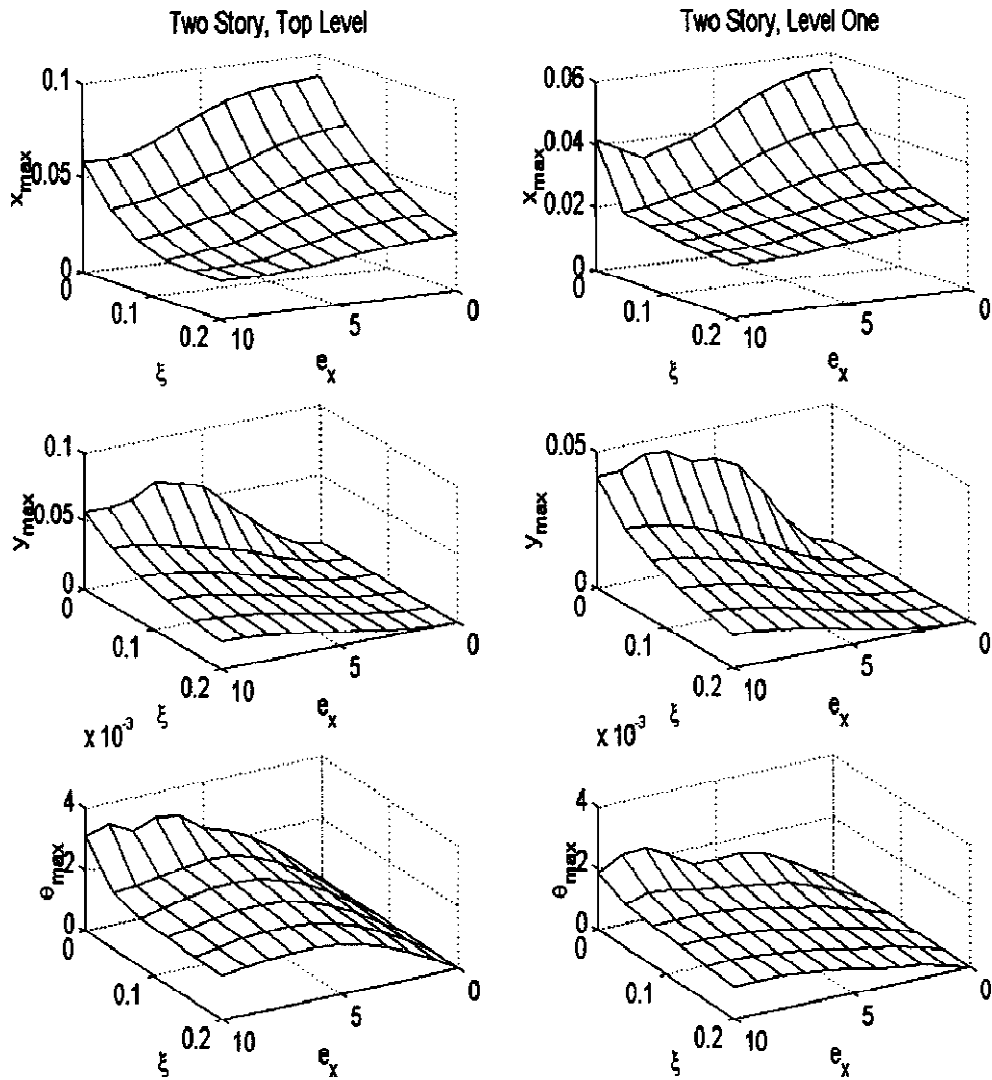 Two Story, Top Level
Two Story, Level One
0.1
0.05
0
x_max
0
0.1
0.2
ξ
10
5
0
e_x
0.06
0.04
0.02
0
x_max
0
0.1
0.2
ξ
10
5
0
e_x
0.1
0.05
0
y_max
0
0.1
0.2
ξ
10
5
0
e_x
0.05
0
y_max
0
0.1
0.2
ξ
10
5
0
e_x
x 10^-3
4
2
0
θ_max
0
0.1
0.2
ξ
10
5
0
e_x
x 10^-3
4
2
0
θ_max
0
0.1
0.2
ξ
10
5
0
e_x